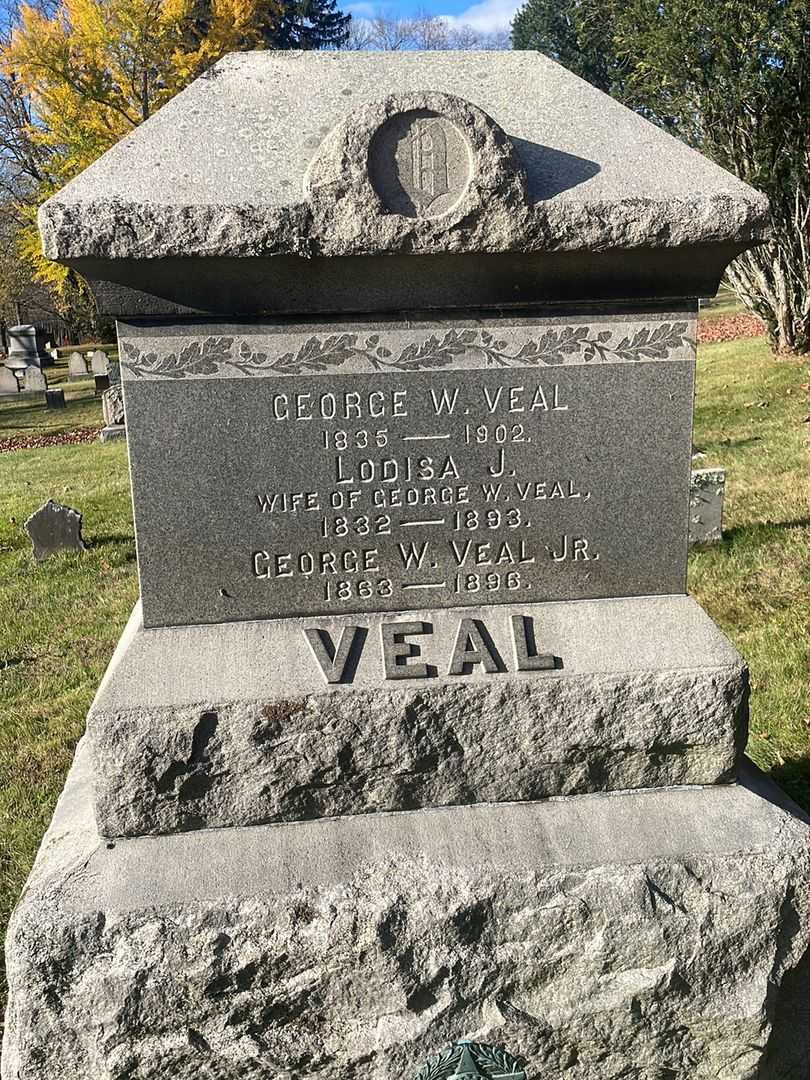 GEORGE W. VEAL
1835 — 1902.
LODISA J.
WIFE OF GEORGE W. VEAL,
1832 — 1893.
GEORGE W. VEAL JR.
1863 — 1896.
VEAL